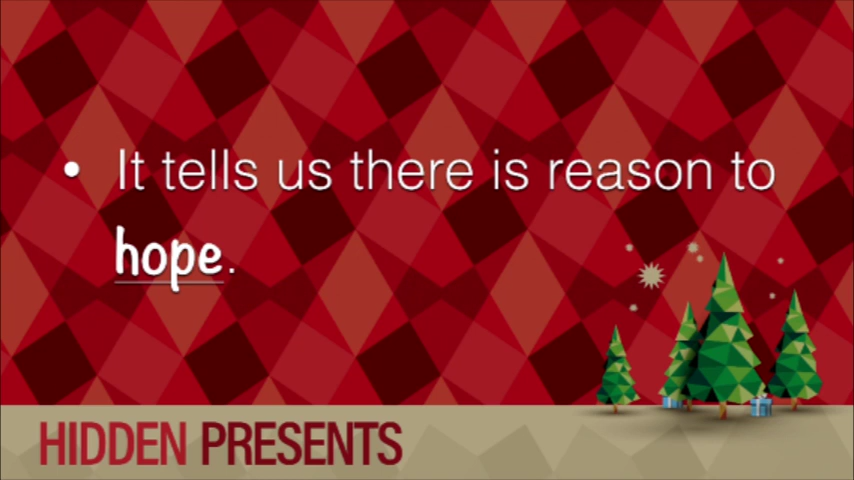 • It tells us there is reason to
hope.
HIDDEN PRESENTS